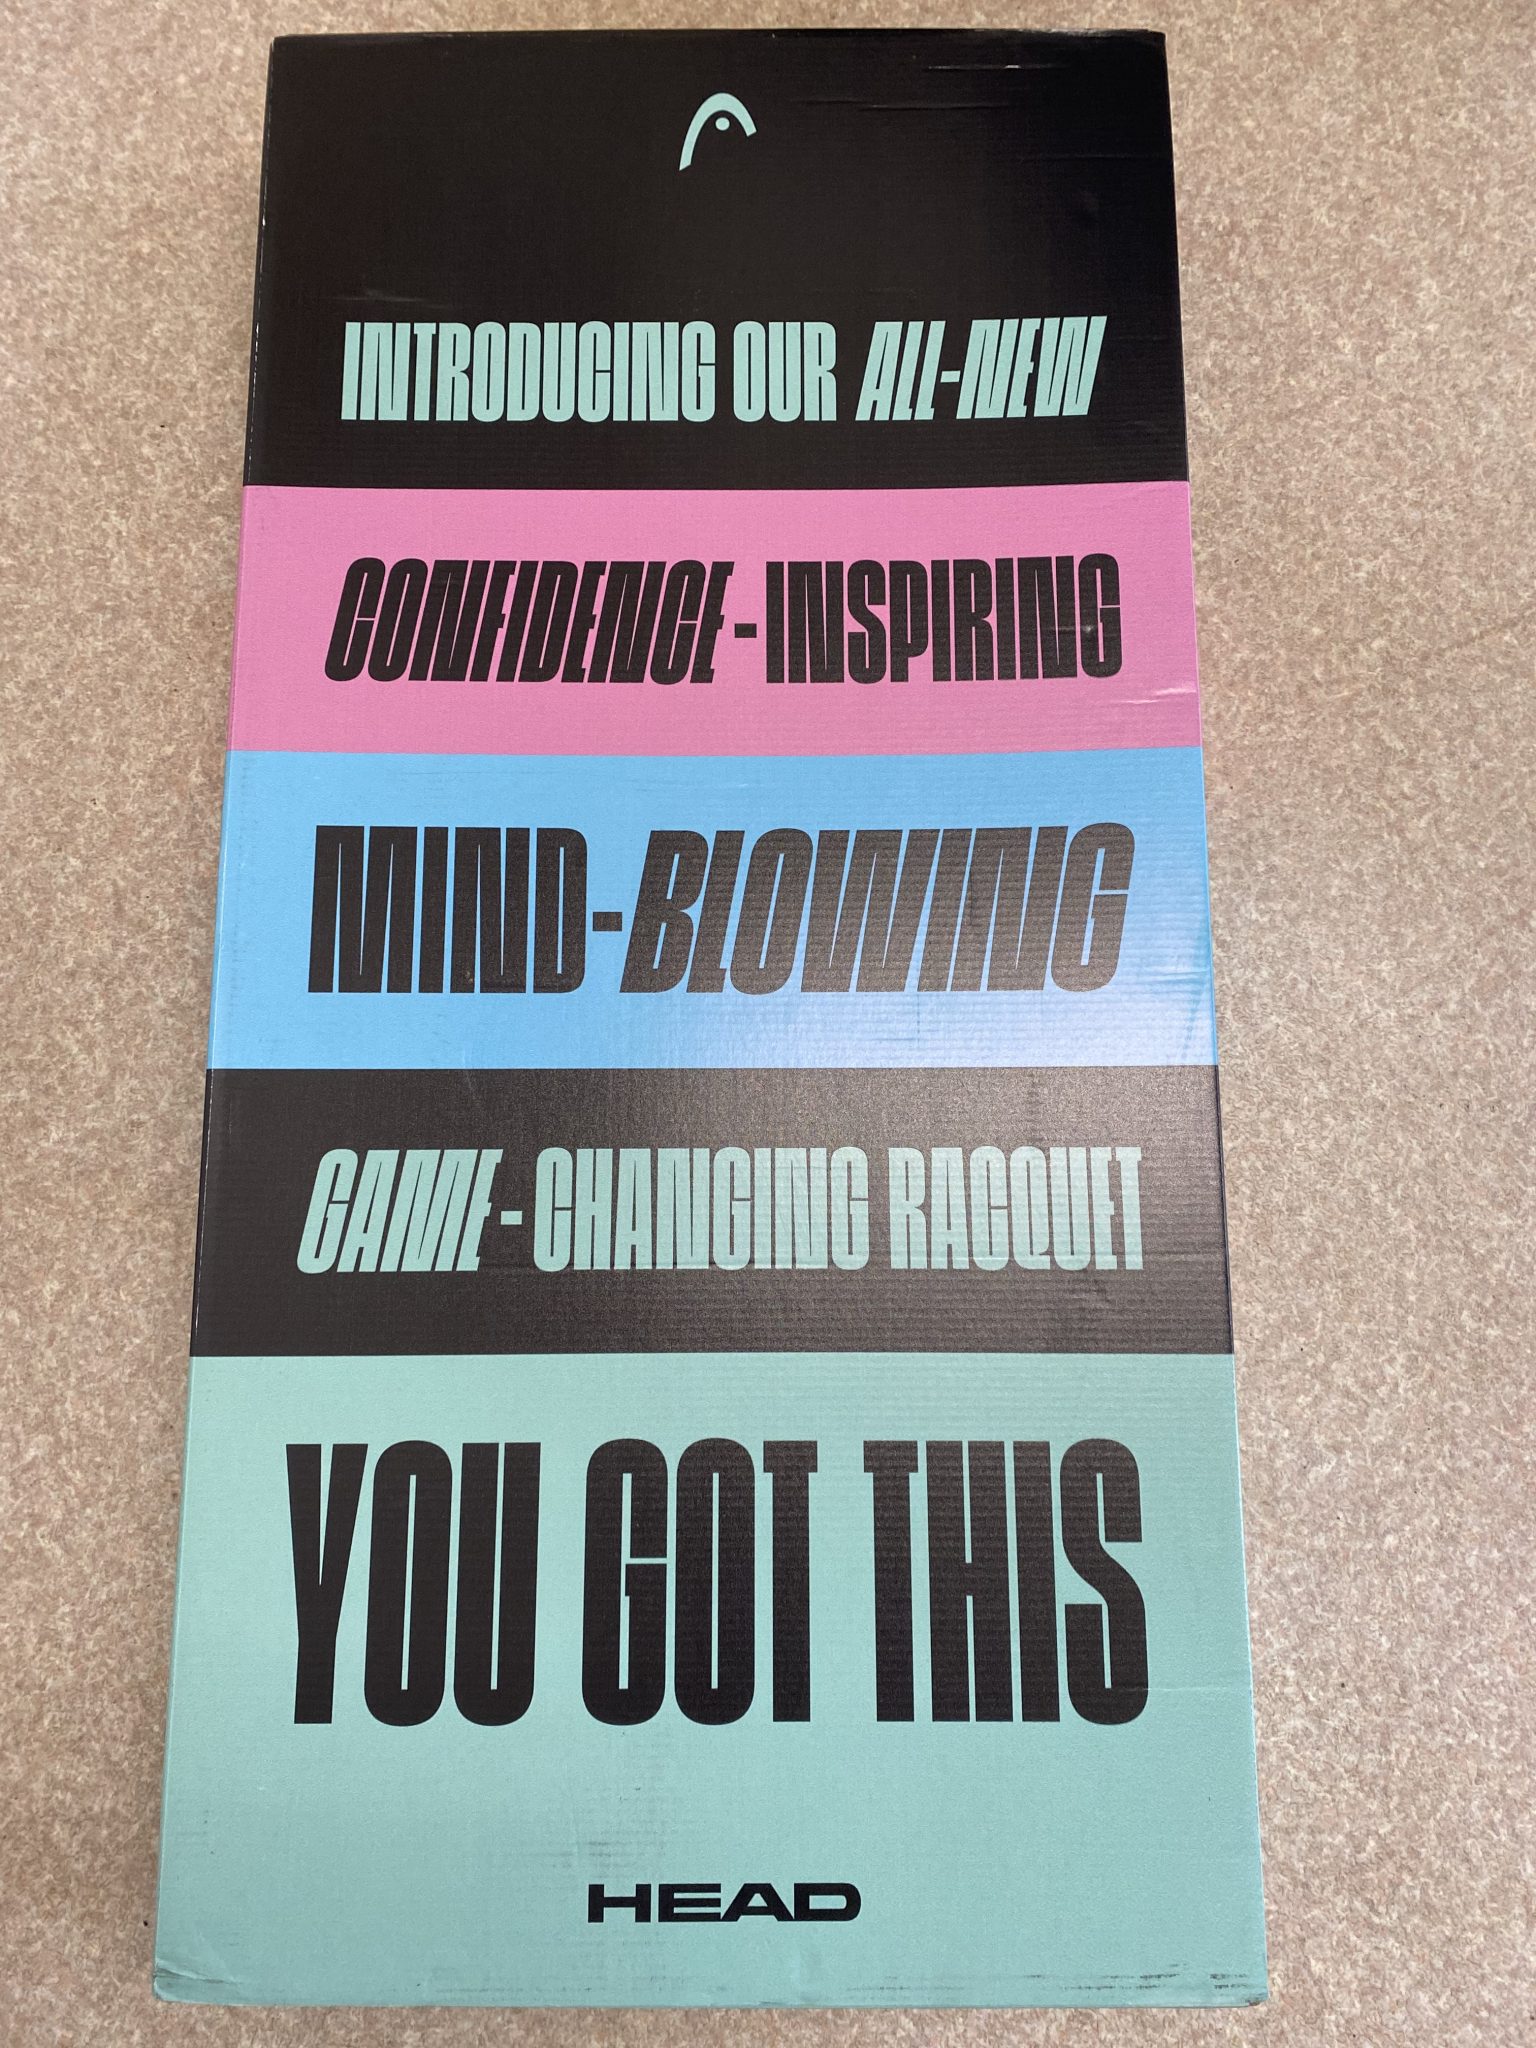 INTRODUCING OUR ALL-NEW
CONFIDENCE-INSPIRING
MIND-BLOWING
GAME-CHANGING RACQUET
YOU GOT THIS
HEAD